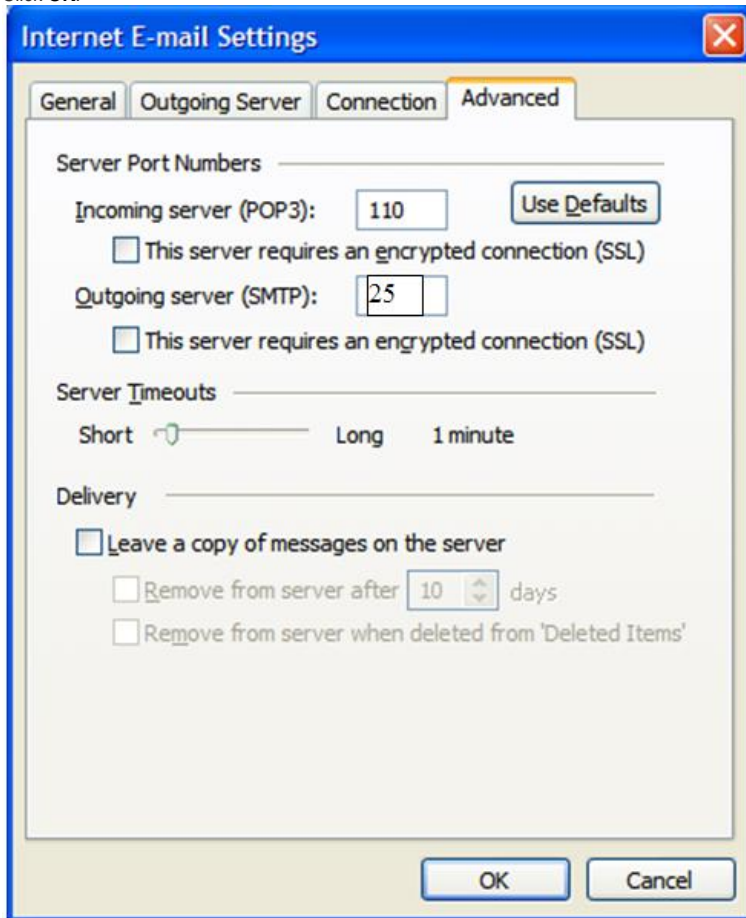 Internet E-mail Settings
General Outgoing Server Connection Advanced
Server Port Numbers
Incoming server (POP3): 110 Use Defaults
This server requires an encrypted connection (SSL)
Outgoing server (SMTP): 25
This server requires an encrypted connection (SSL)
Server Timeouts
Short Long 1 minute
Delivery
Leave a copy of messages on the server
Remove from server after 10 days
Remove from server when deleted from 'Deleted Items'
OK Cancel